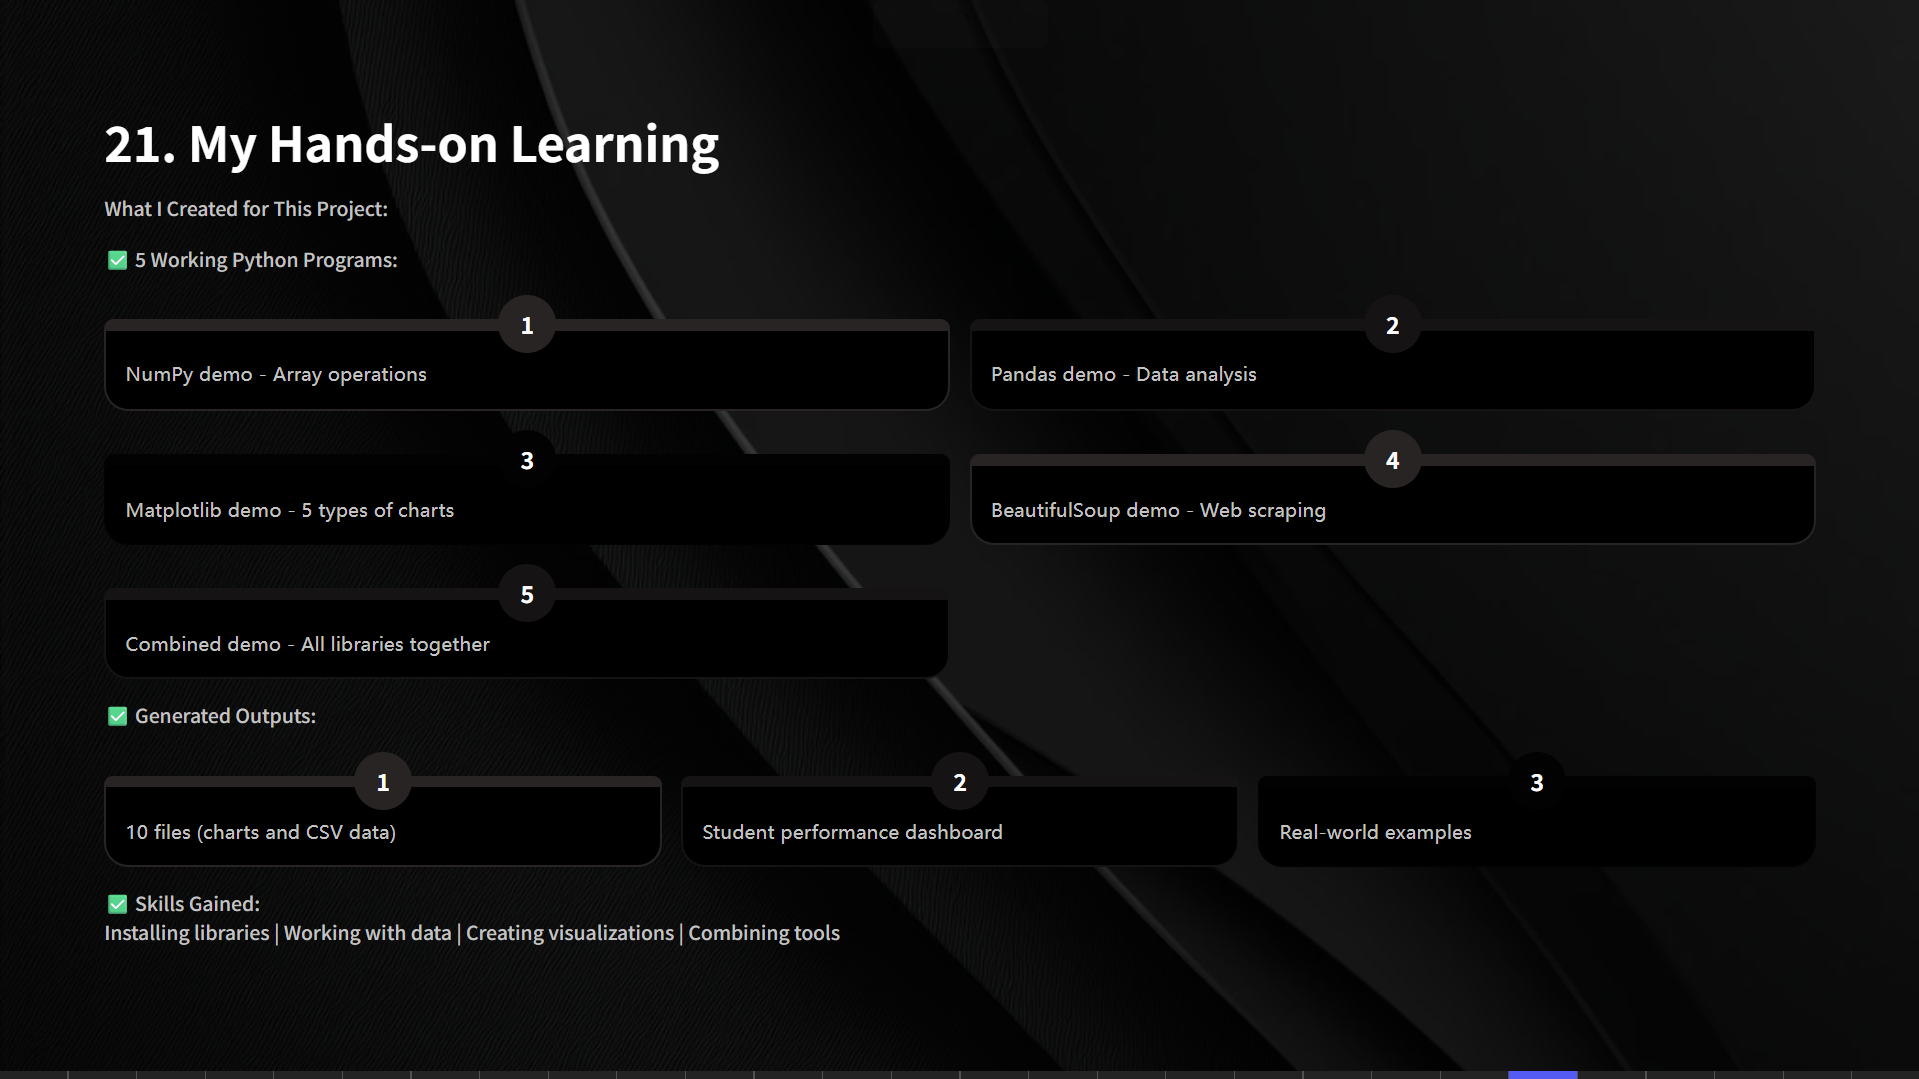 21. My Hands-on Learning
What I Created for This Project:
✅ 5 Working Python Programs:
1
NumPy demo - Array operations
2
Pandas demo - Data analysis
3
Matplotlib demo - 5 types of charts
4
BeautifulSoup demo - Web scraping
5
Combined demo - All libraries together
✅ Generated Outputs:
1
10 files (charts and CSV data)
2
Student performance dashboard
3
Real-world examples
✅ Skills Gained:
Installing libraries | Working with data | Creating visualizations | Combining tools